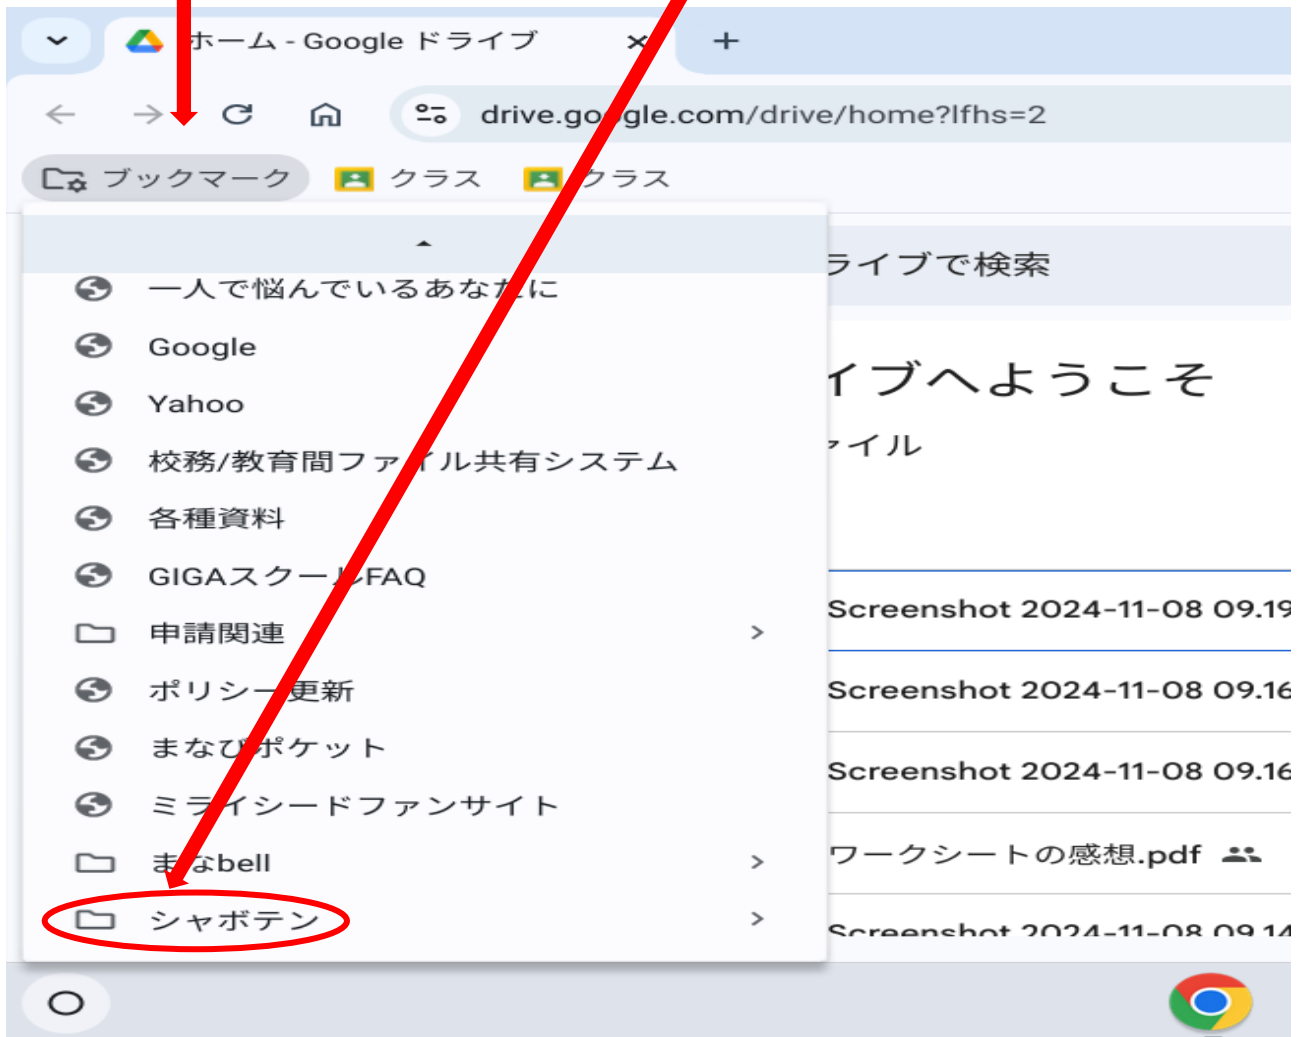 ホーム - Google ドライブ
drive.google.com/drive/home?lfhs=2
ブックマーク クラス クラス
ライブで検索
一人で悩んでいるあなたに
Google
イブへようこそ
Yahoo
ァイル
校務/教育間ファイル共有システム
各種資料
GIGAスクールFAQ
Screenshot 2024-11-08 09.19
申請関連
ポリシー更新
Screenshot 2024-11-08 09.16
まなびポケット
Screenshot 2024-11-08 09.16
ミライシードファンサイト
まなbell
ワークシートの感想.pdf
シャボテン
Screenshot 2024-11-08 09.14